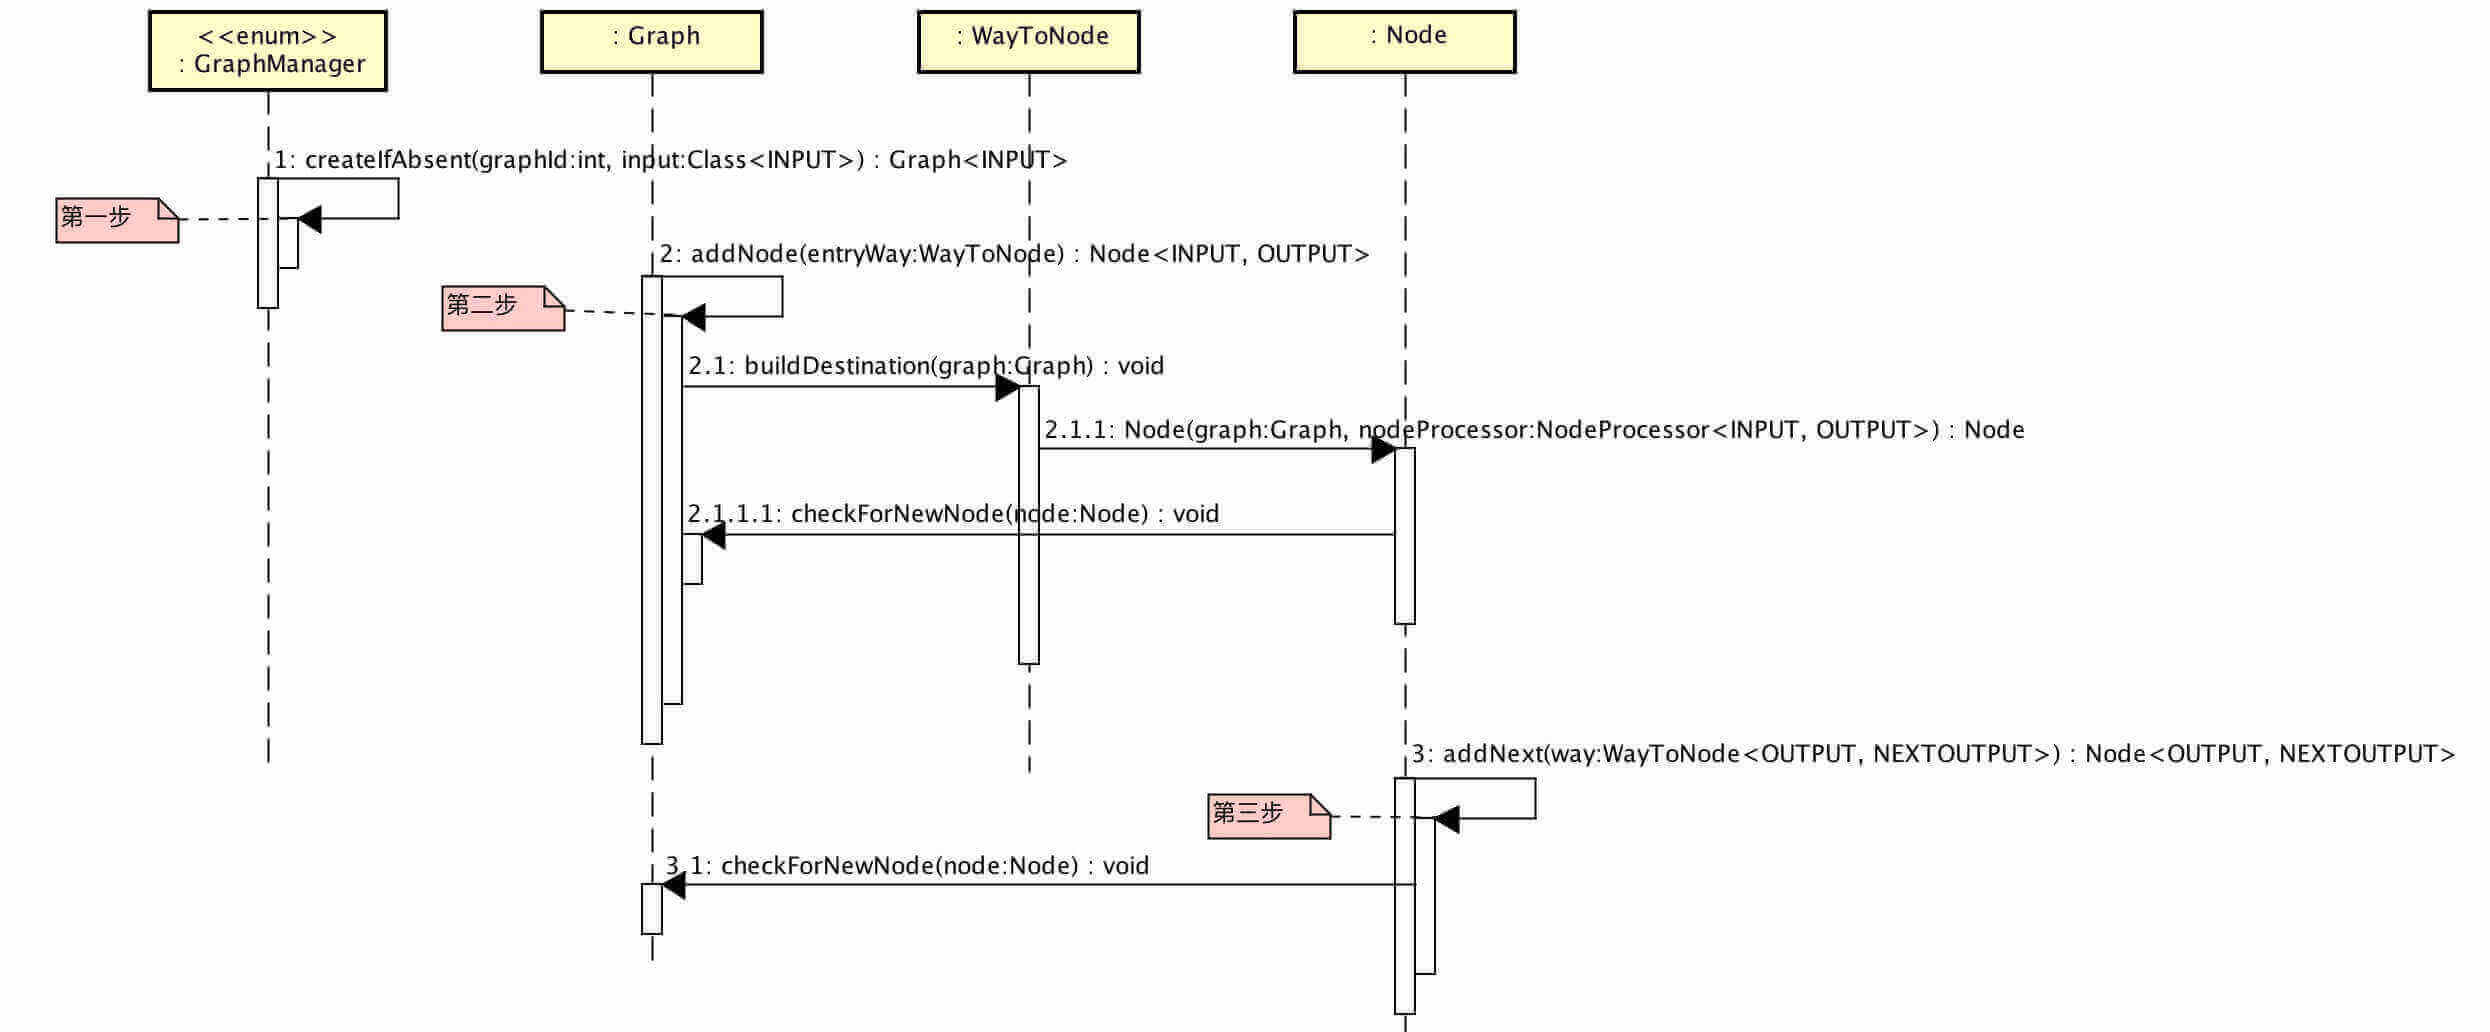 <<enum>>
: GraphManager
: Graph
: WayToNode
: Node
1: createIfAbsent(graphId:int, input:Class<INPUT>) : Graph<INPUT>
第一步
2: addNode(entryWay:WayToNode) : Node<INPUT, OUTPUT>
第二步
2.1: buildDestination(graph:Graph) : void
2.1.1: Node(graph:Graph, nodeProcessor:NodeProcessor<INPUT, OUTPUT>) : Node
2.1.1.1: checkForNewNode(node:Node) : void
3: addNext(way:WayToNode<OUTPUT, NEXTOUTPUT>) : Node<OUTPUT, NEXTOUTPUT>
第三步
3.1: checkForNewNode(node:Node) : void